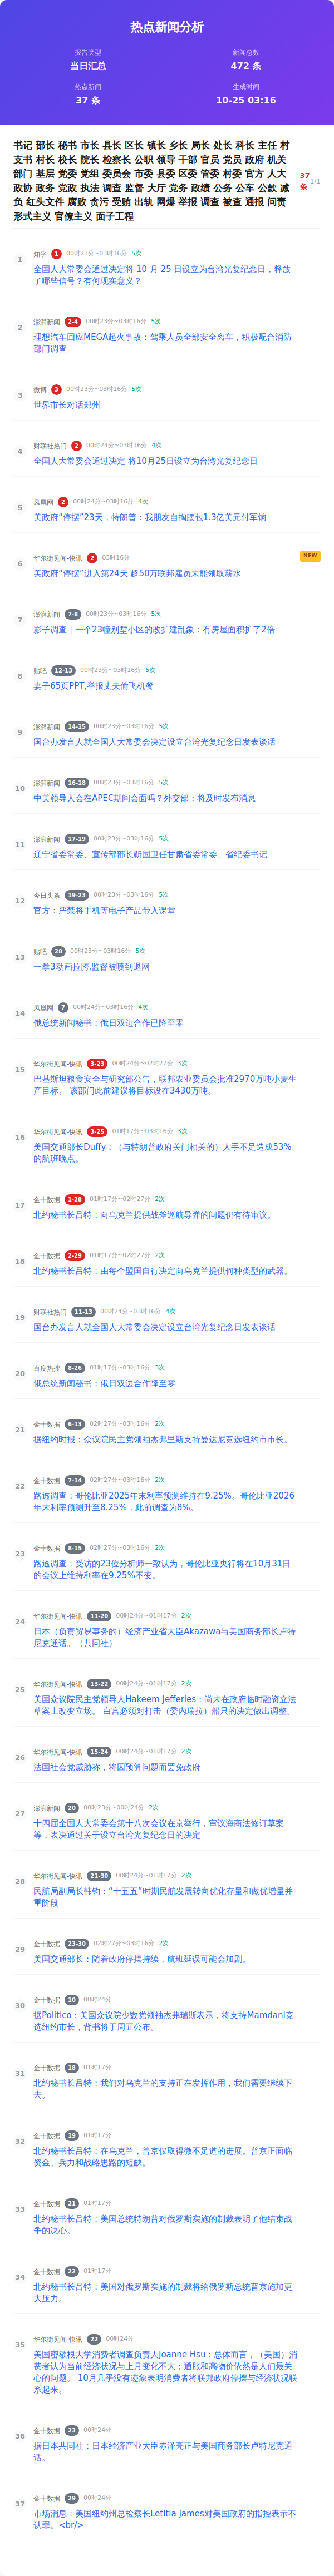 热点新闻分析
报告类型
新闻总数
当日汇总
472 条
热点新闻
生成时间
37 条
10-25 03:16
书记 部长 秘书 市长 县长 区长 镇长 乡长 局长 处长 科长 主任 村
支书 村长 校长 院长 检察长 公职 领导 干部 官员 党员 政府 机关
部门 基层 党委 党组 委员会 市委 县委 区委 管委 村委 官方 人大
政协 政务 党政 执法 调查 监督 大厅 党务 政绩 公务 公车 公款 减
负 红头文件 腐败 贪污 受贿 出轨 网爆 举报 调查 被查 通报 问责
形式主义 官僚主义 面子工程
37
条
1/1
1
知乎 1 00时23分~03时16分 5次
全国人大常委会通过决定将 10 月 25 日设立为台湾光复纪念日，释放
了哪些信号？有何现实意义？
2
澎湃新闻 2-4 00时23分~03时16分 5次
理想汽车回应MEGA起火事故：驾乘人员全部安全离车，积极配合消防
部门调查
3
微博 3 00时23分~03时16分 5次
世界市长对话郑州
4
财联社热门 2 00时24分~03时16分 4次
全国人大常委会通过决定 将10月25日设立为台湾光复纪念日
5
凤凰网 2 00时24分~03时16分 4次
美政府“停摆”23天，特朗普：我朋友自掏腰包1.3亿美元付军饷
6
华尔街见闻-快讯 2 03时16分
NEW
美政府“停摆”进入第24天 超50万联邦雇员未能领取薪水
7
澎湃新闻 7-8 00时23分~03时16分 5次
影子调查｜一个23幢别墅小区的改扩建乱象：有房屋面积扩了2倍
8
贴吧 12-13 00时23分~03时16分 5次
妻子65页PPT,举报丈夫偷飞机餐
9
澎湃新闻 14-15 00时23分~03时16分 5次
国台办发言人就全国人大常委会决定设立台湾光复纪念日发表谈话
10
澎湃新闻 16-18 00时23分~03时16分 5次
中美领导人会在APEC期间会面吗？外交部：将及时发布消息
11
澎湃新闻 17-19 00时23分~03时16分 5次
辽宁省委常委、宣传部部长靳国卫任甘肃省委常委、省纪委书记
12
今日头条 19-23 00时23分~03时16分 5次
官方：严禁将手机等电子产品带入课堂
13
贴吧 28 00时23分~03时16分 5次
一拳3动画拉胯,监督被喷到退网
14
凤凰网 7 00时24分~03时16分 4次
俄总统新闻秘书：俄日双边合作已降至零
15
华尔街见闻-快讯 3-23 00时24分~02时27分 3次
巴基斯坦粮食安全与研究部公告，联邦农业委员会批准2970万吨小麦生
产目标。 该部门此前建议将目标设在3430万吨。
16
华尔街见闻-快讯 3-25 01时17分~03时16分 3次
美国交通部长Duffy：（与特朗普政府关门相关的）人手不足造成53%
的航班晚点。
17
金十数据 1-28 01时17分~02时27分 2次
北约秘书长吕特：向乌克兰提供战斧巡航导弹的问题仍有待审议。
18
金十数据 2-29 01时17分~02时27分 2次
北约秘书长吕特：由每个盟国自行决定向乌克兰提供何种类型的武器。
19
财联社热门 11-13 00时24分~03时16分 4次
国台办发言人就全国人大常委会决定设立台湾光复纪念日发表谈话
20
百度热搜 8-26 01时17分~03时16分 3次
俄总统新闻秘书：俄日双边合作降至零
21
金十数据 6-13 02时27分~03时16分 2次
据纽约时报：众议院民主党领袖杰弗里斯支持曼达尼竞选纽约市市长。
22
金十数据 7-14 02时27分~03时16分 2次
路透调查：哥伦比亚2025年末利率预测维持在9.25%。哥伦比亚2026
年末利率预测升至8.25%，此前调查为8%。
23
金十数据 8-15 02时27分~03时16分 2次
路透调查：受访的23位分析师一致认为，哥伦比亚央行将在10月31日
的会议上维持利率在9.25%不变。
24
华尔街见闻-快讯 11-20 00时24分~01时17分 2次
日本（负责贸易事务的）经济产业省大臣Akazawa与美国商务部长卢特
尼克通话。（共同社）
25
华尔街见闻-快讯 13-22 00时24分~01时17分 2次
美国众议院民主党领导人Hakeem Jefferies：尚未在政府临时融资立法
草案上改变立场。 白宫必须对打击（委内瑞拉）船只的决定做出调整。
26
华尔街见闻-快讯 15-24 00时24分~01时17分 2次
法国社会党威胁称，将因预算问题而罢免政府
27
澎湃新闻 20 00时23分~00时24分 2次
十四届全国人大常委会第十八次会议在京举行，审议海商法修订草案
等，表决通过关于设立台湾光复纪念日的决定
28
华尔街见闻-快讯 21-30 00时24分~01时17分 2次
民航局副局长韩钧：“十五五”时期民航发展转向优化存量和做优增量并
重阶段
29
金十数据 23-30 02时27分~03时16分 2次
美国交通部长：随着政府停摆持续，航班延误可能会加剧。
30
金十数据 10 00时24分
据Politico：美国众议院少数党领袖杰弗瑞斯表示，将支持Mamdani竞
选纽约市长，背书将于周五公布。
31
金十数据 18 01时17分
北约秘书长吕特：我们对乌克兰的支持正在发挥作用，我们需要继续下
去。
32
金十数据 19 01时17分
北约秘书长吕特：在乌克兰，普京仅取得微不足道的进展。普京正面临
资金、兵力和战略思路的短缺。
33
金十数据 21 01时17分
北约秘书长吕特：美国总统特朗普对俄罗斯实施的制裁表明了他结束战
争的决心。
34
金十数据 22 01时17分
北约秘书长吕特：美国对俄罗斯实施的制裁将给俄罗斯总统普京施加更
大压力。
35
华尔街见闻-快讯 22 00时24分
美国密歇根大学消费者调查负责人Joanne Hsu：总体而言，（美国）消
费者认为当前经济状况与上月变化不大；通胀和高物价依然是人们最关
心的问题。 10月几乎没有迹象表明消费者将联邦政府停摆与经济状况联
系起来。
36
金十数据 23 00时24分
据日本共同社：日本经济产业大臣赤泽亮正与美国商务部长卢特尼克通
话。
37
金十数据 29 00时24分
市场消息：美国纽约州总检察长Letitia James对美国政府的指控表示不
认罪。<br/>